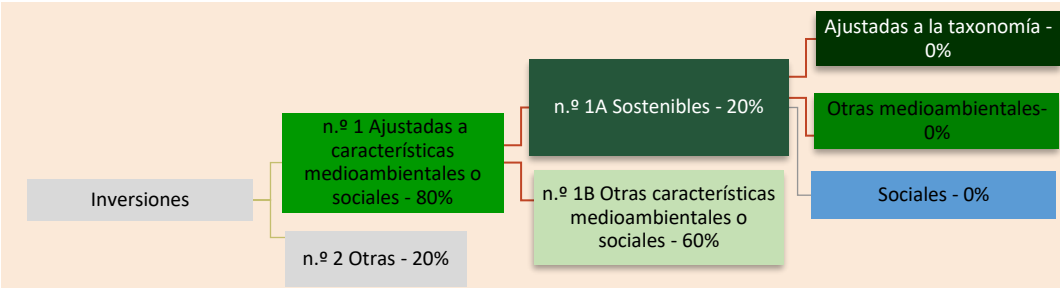 Inversiones
n.º 1 Ajustadas a
características
medioambientales o
sociales - 80%
n.º 2 Otras - 20%
n.º 1A Sostenibles - 20%
n.º 1B Otras características
medioambientales o
sociales - 60%
Ajustadas a la taxonomía -
0%
Otras medioambientales-
0%
Sociales - 0%